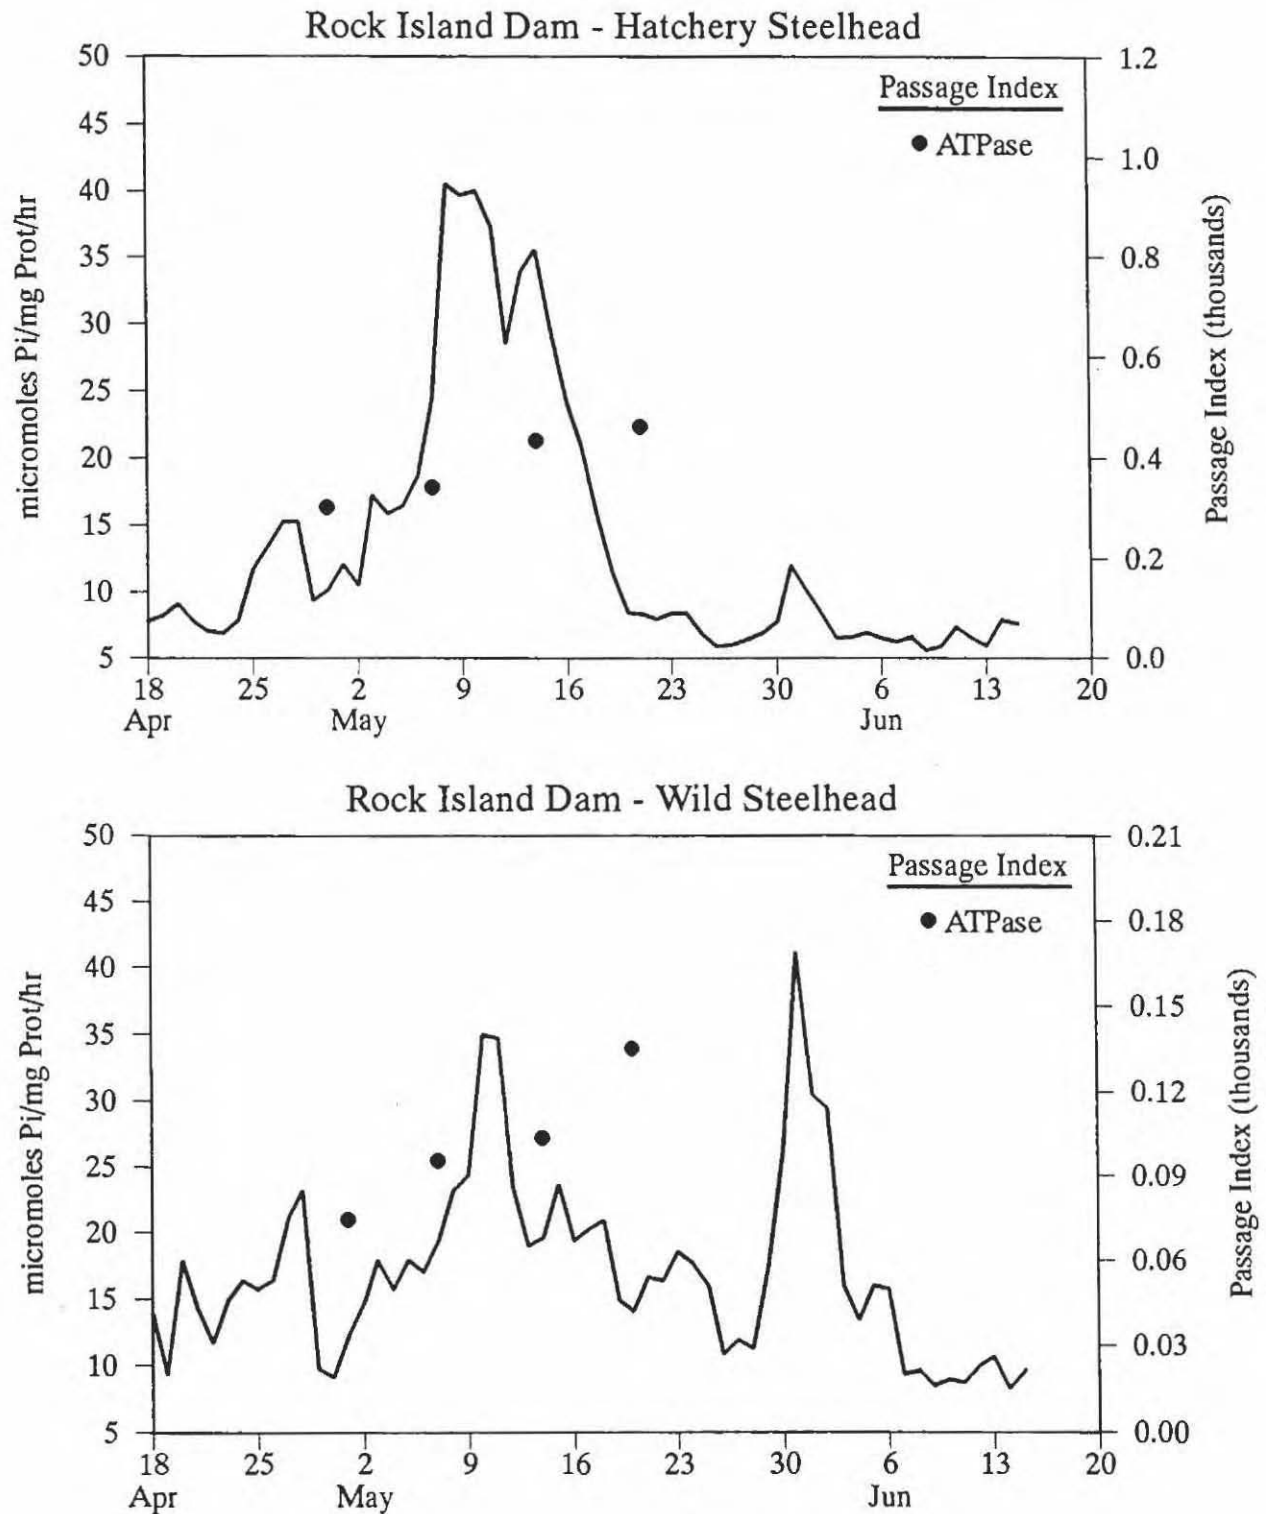 Rock Island Dam - Hatchery Steelhead
micromoles Pi/mg Prot/hr
50
45
40
35
30
25
20
15
10
5
Passage Index
ATPase
1.2
1.0
0.8
0.6
0.4
0.2
0.0
Passage Index (thousands)
18 25 2 9 16 23 30 6 13 20
Apr May Jun
Rock Island Dam - Wild Steelhead
micromoles Pi/mg Prot/hr
50
45
40
35
30
25
20
15
10
5
Passage Index
ATPase
0.21
0.18
0.15
0.12
0.09
0.06
0.03
0.00
Passage Index (thousands)
18 25 2 9 16 23 30 6 13 20
Apr May Jun